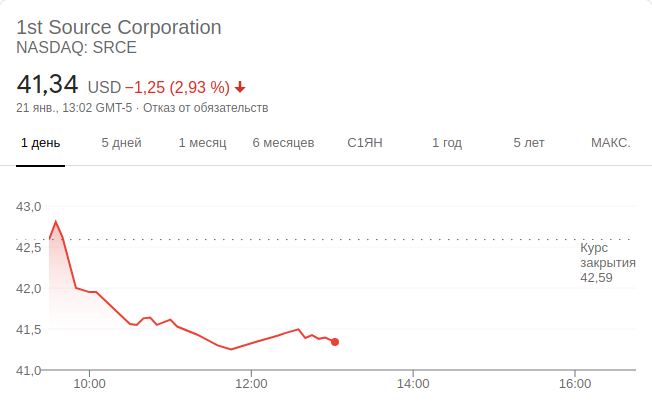 1st Source Corporation
NASDAQ: SRCE
41,34 USD −1,25 (2,93 %)
21 янв., 13:02 GMT-5 · Отказ от обязательств
1 день 5 дней 1 месяц 6 месяцев С1ЯН 1 год 5 лет МАКС.
43,0
42,5
Курс
закрытия
42,59
42,0
41,5
41,0
10:00 12:00 14:00 16:00